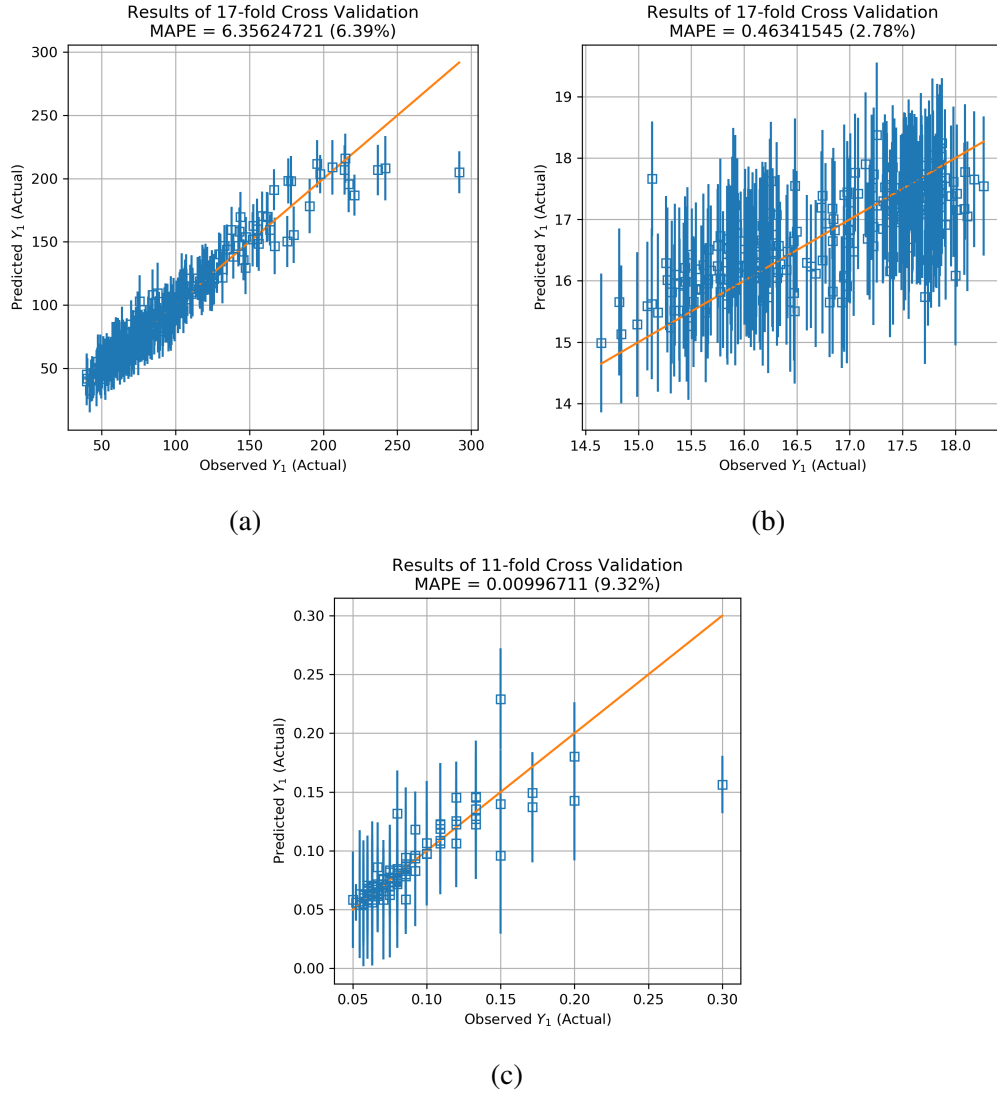 Results of 17-fold Cross Validation
MAPE = 6.35624721 (6.39%)
300
250
200
150
100
50
Predicted Y₁ (Actual)
50 100 150 200 250 300
Observed Y₁ (Actual)
(a)
Results of 17-fold Cross Validation
MAPE = 0.46341545 (2.78%)
19
18
17
16
15
14
Predicted Y₁ (Actual)
14.5 15.0 15.5 16.0 16.5 17.0 17.5 18.0
Observed Y₁ (Actual)
(b)
Results of 11-fold Cross Validation
MAPE = 0.00996711 (9.32%)
0.30
0.25
0.20
0.15
0.10
0.05
0.00
Predicted Y₁ (Actual)
0.05 0.10 0.15 0.20 0.25 0.30
Observed Y₁ (Actual)
(c)